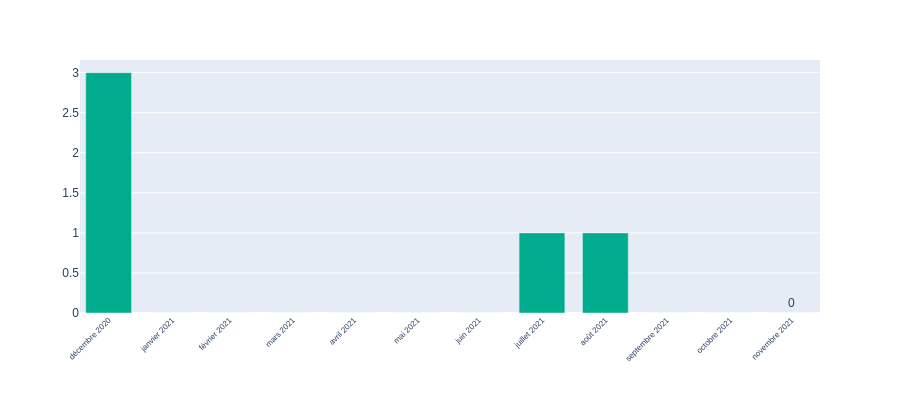 3
2.5
2
1.5
1
0.5
0
0
décembre 2020
janvier 2021
février 2021
mars 2021
avril 2021
mai 2021
juin 2021
juillet 2021
août 2021
septembre 2021
octobre 2021
novembre 2021